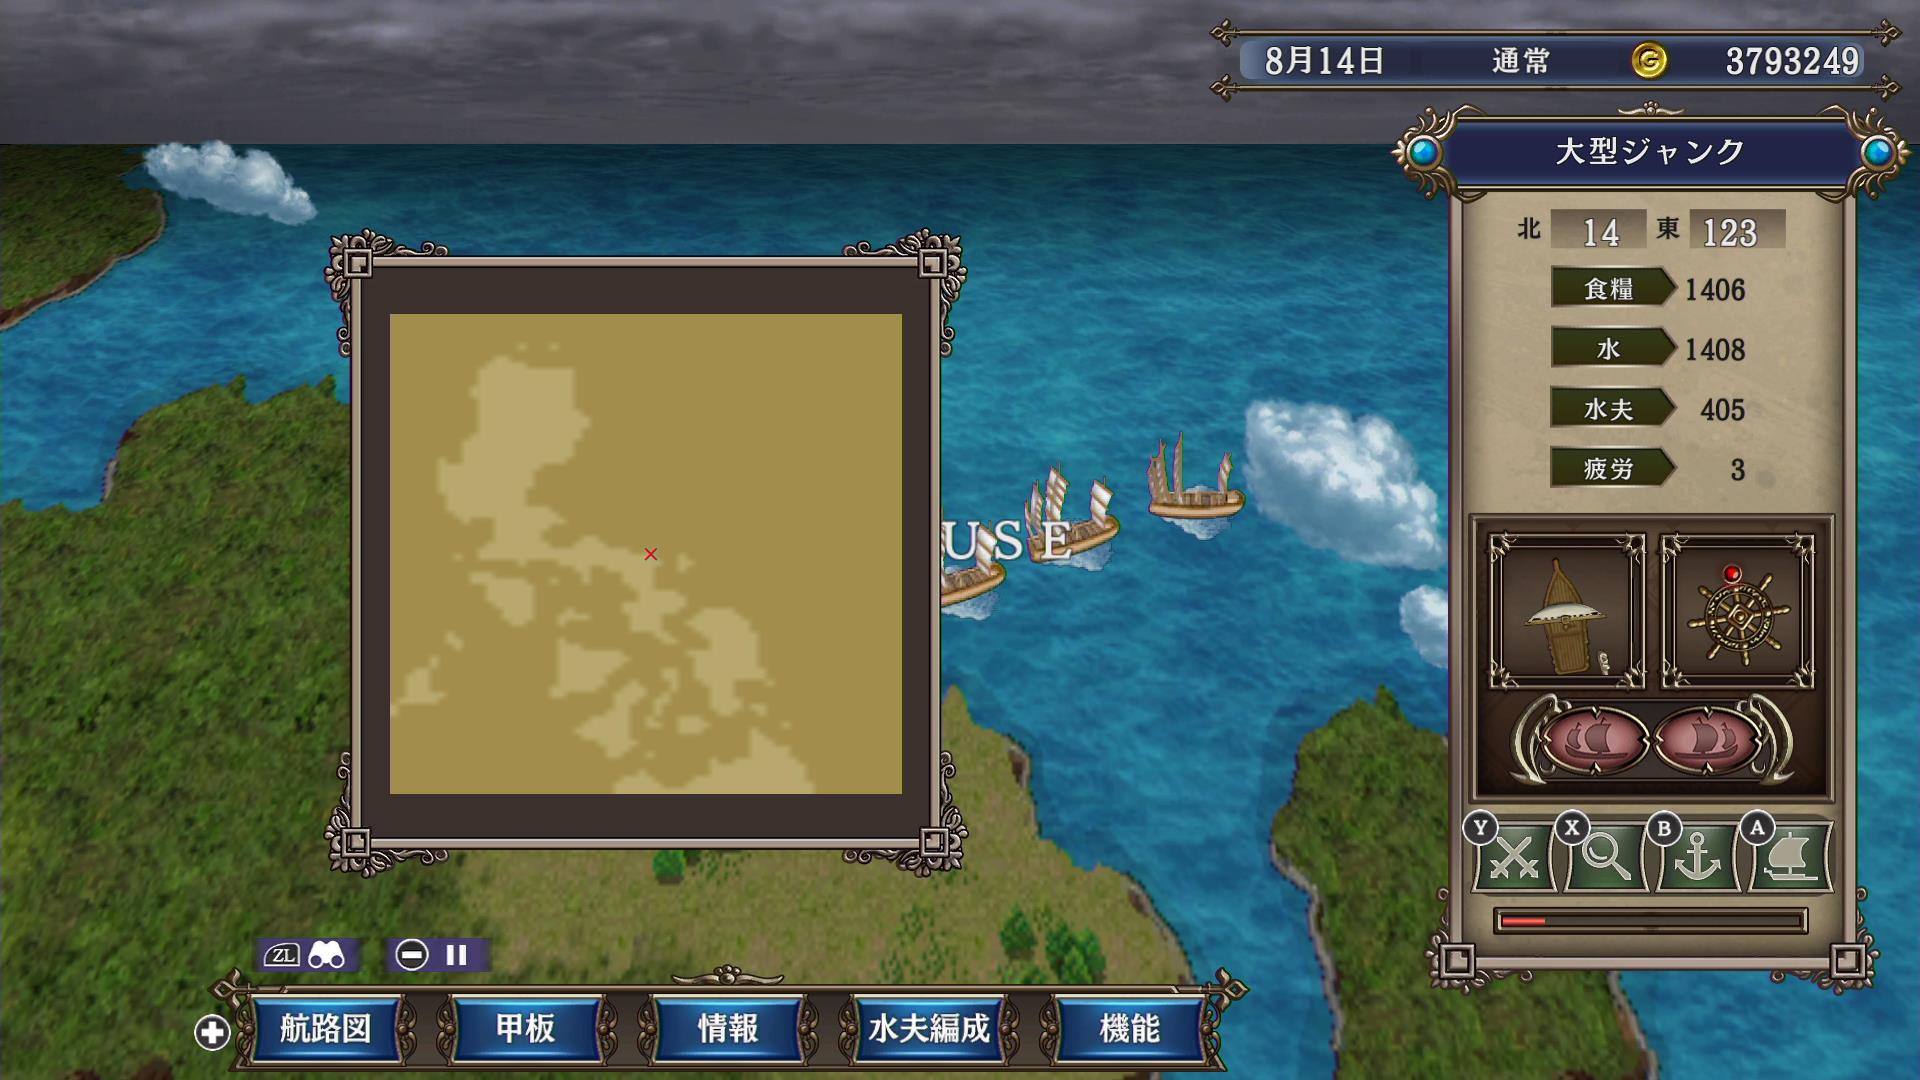 8月14日 通常 G 3793249
大型ジャンク
北 14 東 123
食糧 1406
水 1408
水夫 405
疲労 3
USE
Y X B A
ZL
航路図 甲板 情報 水夫編成 機能